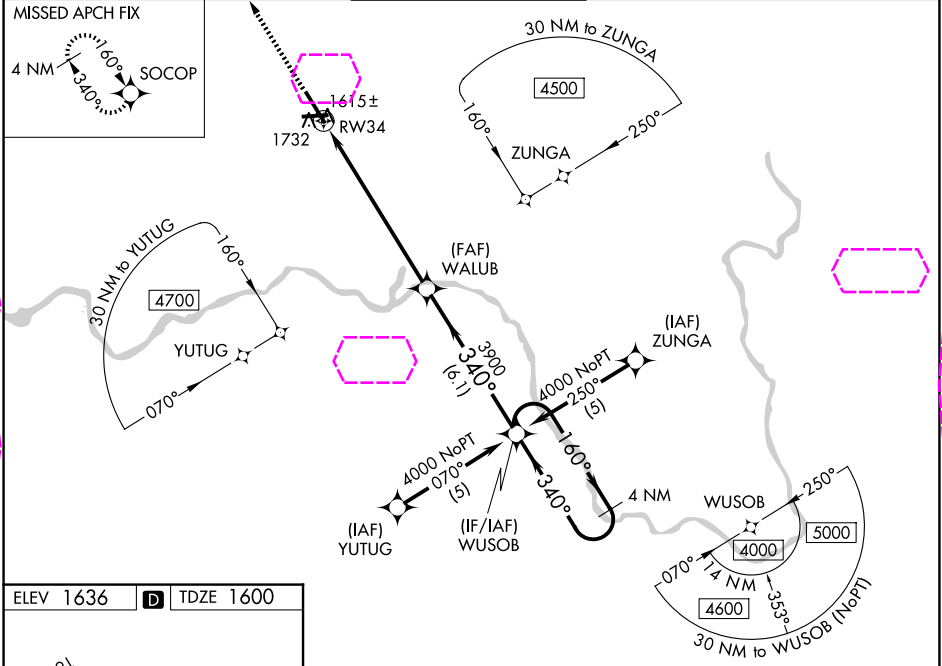 MISSED APCH FIX
4 NM
160°
340°
SOCOP
1615±
1732
RW34
30 NM to ZUNGA
4500
160°
250°
ZUNGA
30 NM to YUTUG
160°
4700
YUTUG
070°
(FAF)
WALUB
3900
340°
(6.1)
(IAF)
ZUNGA
4000 NoPT
250°
(5)
4000 NoPT
070°
(5)
160°
340°
4 NM
(IAF)
YUTUG
(IF/IAF)
WUSOB
WUSOB
250°
5000
4000
070°
14 NM
4600
353°
30 NM to WUSOB (NoPT)
ELEV 1636 D TDZE 1600